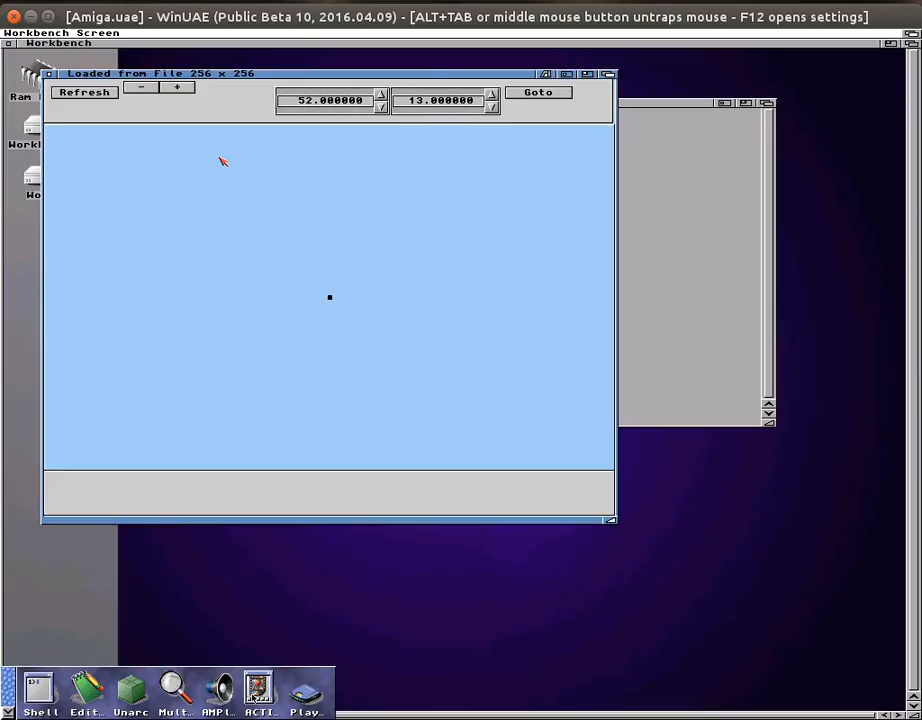 [Amiga.uae] - WinUAE (Public Beta 10, 2016.04.09) - [ALT+TAB or middle mouse button untraps mouse - F12 opens settings]
Workbench Screen
Workbench
Loaded from File 256 x 256
Refresh - + 52.000000 13.000000 Goto
Ram
Work
Wo
Shell Edit.. Unarc Mult.. AMPl.. ACTI.. Play..